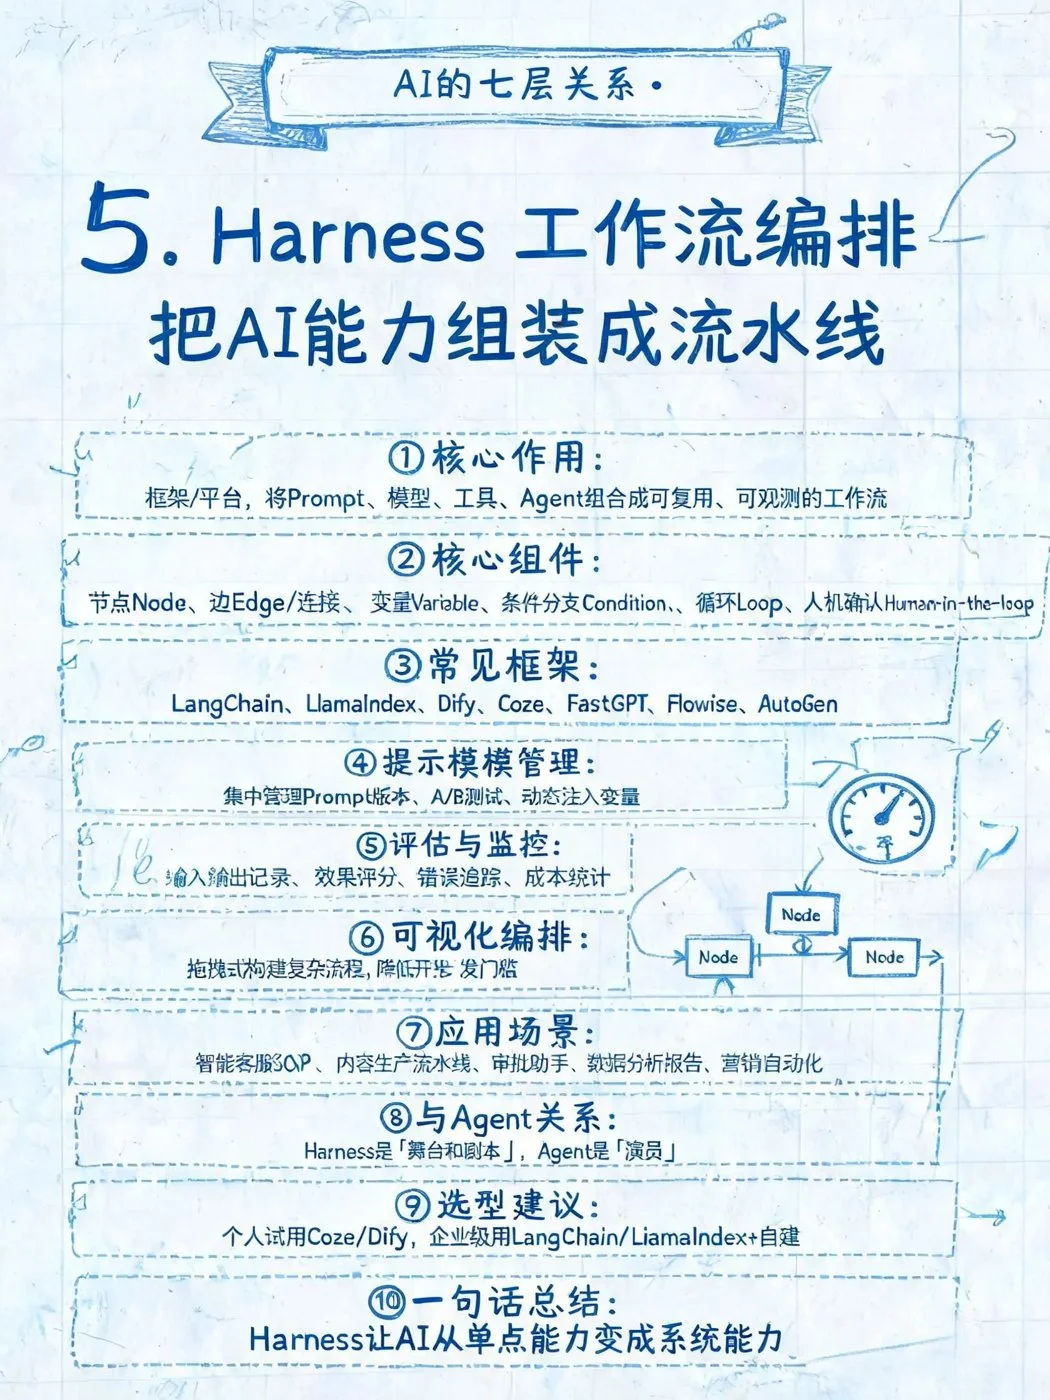 AI的七层关系·
5. Harness 工作流编排
把AI能力组装成流水线
①核心作用：
框架/平台，将Prompt、模型、工具、Agent组合成可复用、可观测的工作流
②核心组件：
节点Node、边Edge/连接、变量Variable、条件分支Condition、、循环Loop、人机确认Human-in-the-loop
③常见框架：
LangChain、LlamaIndex、Dify、Coze、FastGPT、Flowise、AutoGen
④提示模模管理：
集中管理Prompt版本、A/B测试、动态注入变量
⑤评估与监控：
输入输出记录、效果评分、错误追踪、成本统计
Node
⑥可视化编排：
Node
Node
拖拽式构建复杂流程，降低开发 发门槛
⑦应用场景：
智能客服SOP、内容生产流水线、审批助手、数据分析报告、营销自动化
⑧与Agent关系：
Harness是「舞台和剧本」，Agent是「演员」
⑨选型建议：
个人试用Coze/Dify，企业级用LangChain/LiamaIndex+自建
⑩一句话总结：
Harness让AI从单点能力变成系统能力